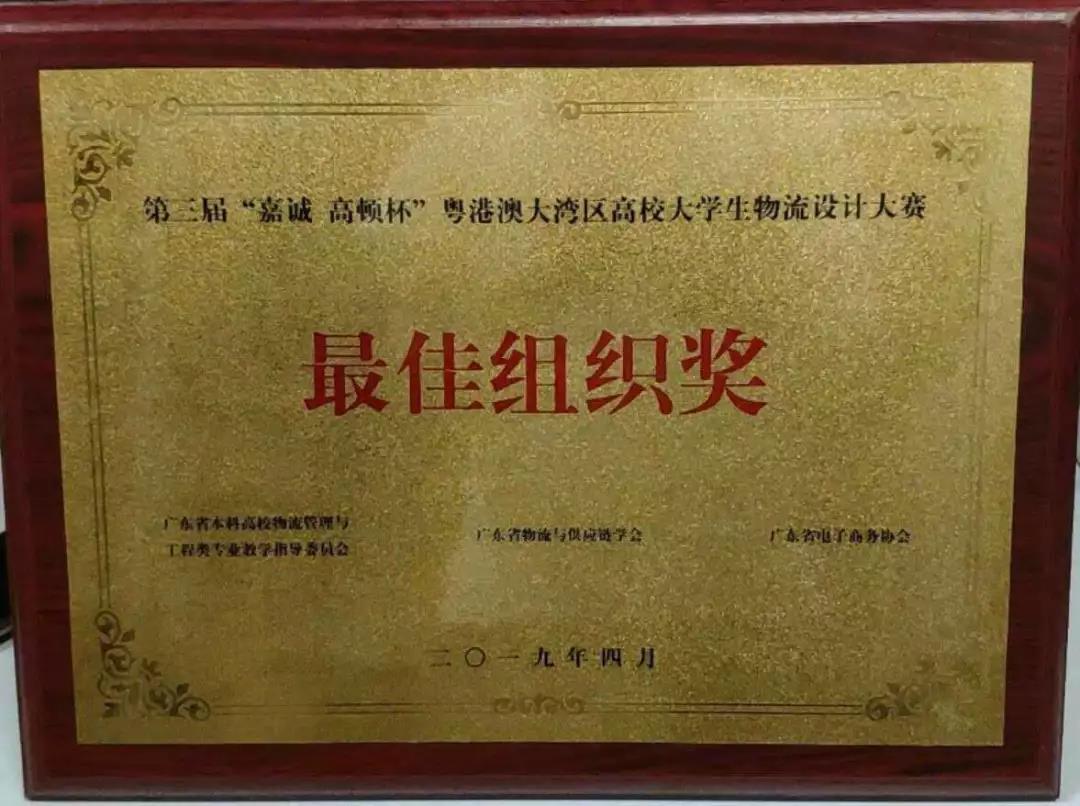 第三届“嘉诚 高顿杯”粤港澳大湾区高校大学生物流设计大赛
最佳组织奖
广东省本科高校物流管理与
工程类专业教学指导委员会
广东省物流与供应链学会
广东省电子商务协会
二〇一九年四月